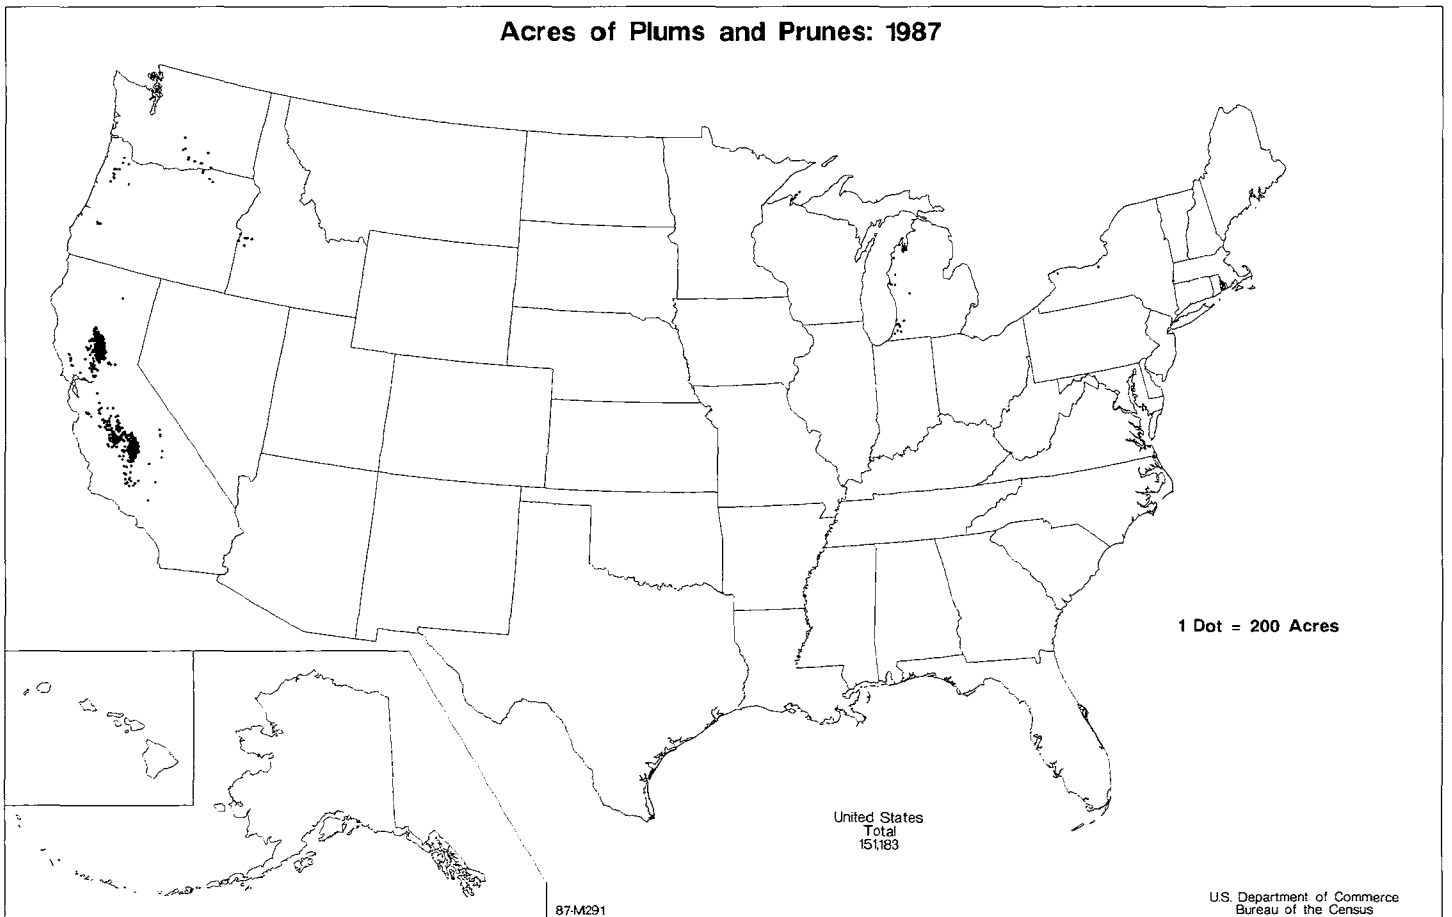 Acres of Plums and Prunes: 1987
1 Dot = 200 Acres
United States
Total
151,183
87-M291
U.S. Department of Commerce
Bureau of the Census